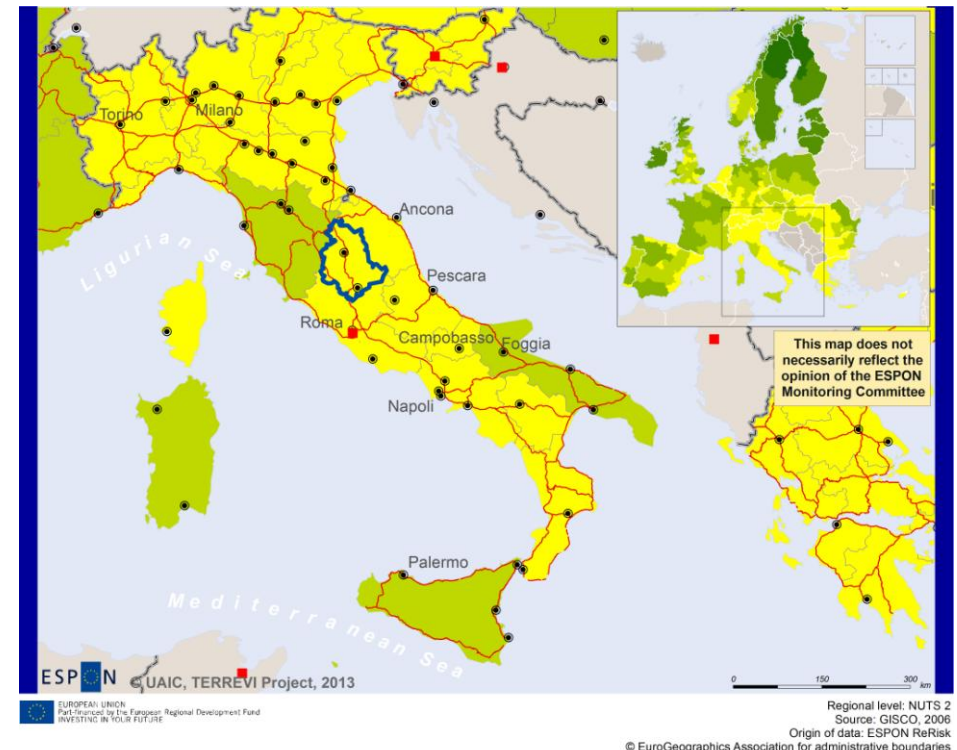 Torino
Milano
Ancona
Ligurian Sea
Pescara
Roma
Campobasso
Foggia
Napoli
This map does not
necessarily reflect the
opinion of the ESPON
Monitoring Committee
Palermo
Mediterranean Sea
ESPON
© UAIC, TERREVI Project, 2013
0 150 300
km
EUROPEAN UNION
Part-financed by the European Regional Development Fund
INVESTING IN YOUR FUTURE
Regional level: NUTS 2
Source: GISCO, 2006
Origin of data: ESPON ReRisk
© EuroGeographics Association for administrative boundaries